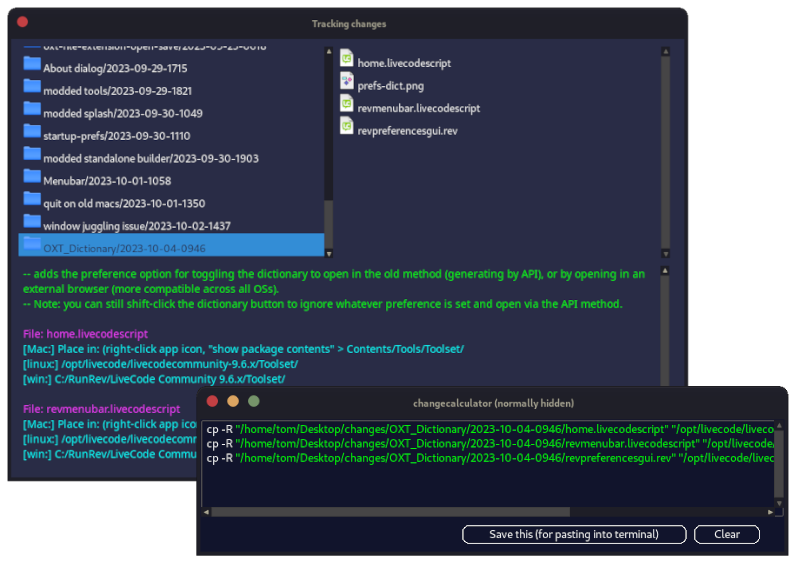 Tracking changes
oxt-file-extension-open-save/2023-09-25-0018
About dialog/2023-09-29-1715
modded tools/2023-09-29-1821
modded splash/2023-09-30-1049
startup-prefs/2023-09-30-1110
modded standalone builder/2023-09-30-1903
Menubar/2023-10-01-1058
quit on old macs/2023-10-01-1350
window juggling issue/2023-10-02-1437
OXT_Dictionary/2023-10-04-0946
home.livecodescript
prefs-dict.png
revmenubar.livecodescript
revpreferencesgui.rev
-- adds the preference option for toggling the dictionary to open in the old method (generating by API), or by opening in an
external browser (more compatible across all OSs).
-- Note: you can still shift-click the dictionary button to ignore whatever preference is set and open via the API method.
File: home.livecodescript
[Mac:] Place in: (right-click app icon, "show package contents" > Contents/Tools/Toolset/
[linux:] /opt/livecode/livecodecommunity-9.6.x/Toolset/
[win:] C:/RunRev/LiveCode Community 9.6.x/Toolset/
File: revmenubar.livecodescript
[Mac:] Place in: (right-click app icon
[linux:] /opt/livecode/livecodecomm
[win:] C:/RunRev/LiveCode Commu
changecalculator (normally hidden)
cp -R "/home/tom/Desktop/changes/OXT_Dictionary/2023-10-04-0946/home.livecodescript" "/opt/livecode/liveco
cp -R "/home/tom/Desktop/changes/OXT_Dictionary/2023-10-04-0946/revmenubar.livecodescript" "/opt/livecode/
cp -R "/home/tom/Desktop/changes/OXT_Dictionary/2023-10-04-0946/revpreferencesgui.rev" "/opt/livecode/livec
Save this (for pasting into terminal)
Clear